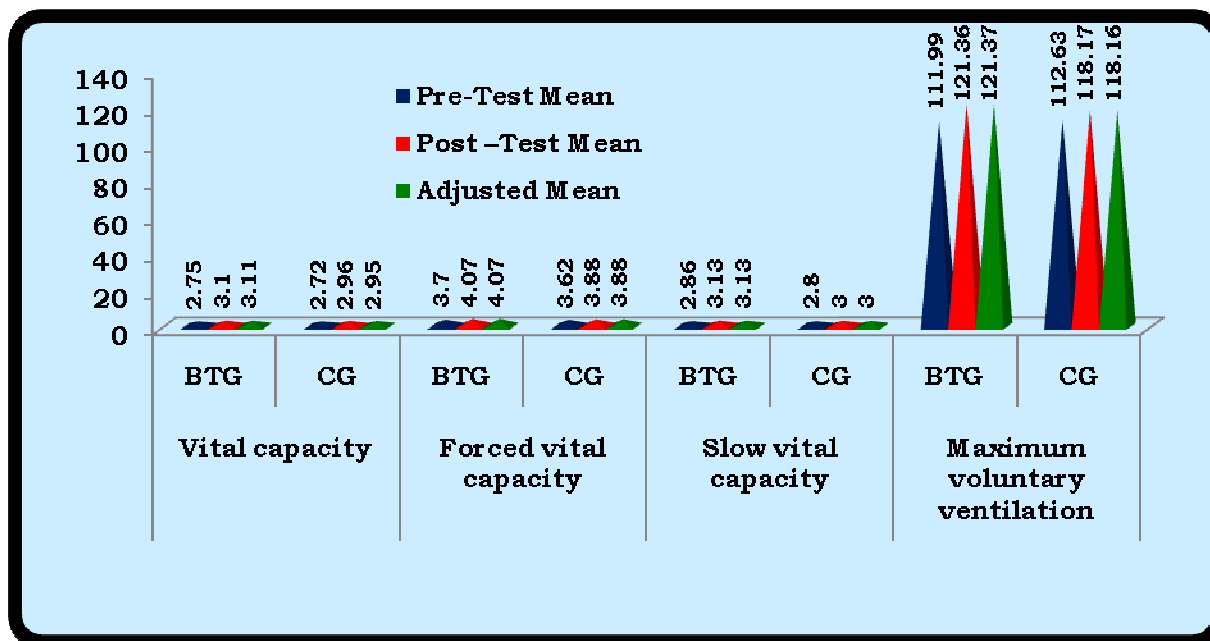 140
120
100
80
60
40
20
0
Pre-Test Mean
Post –Test Mean
Adjusted Mean
2.75
3.1
3.11
2.72
2.96
2.95
3.7
4.07
4.07
3.62
3.88
3.88
2.86
3.13
3.13
2.8
3
3
111.99
121.36
121.37
112.63
118.17
118.16
BTG
CG
BTG
CG
BTG
CG
BTG
CG
Vital capacity
Forced vital
capacity
Slow vital
capacity
Maximum
voluntary
ventilation